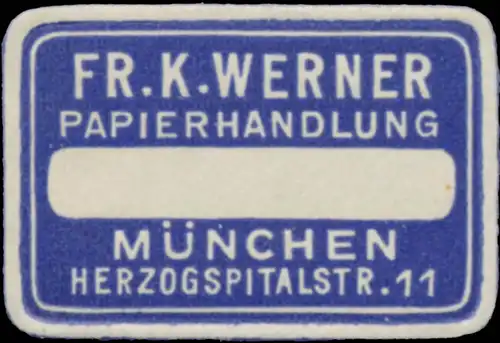 FR.K.WERNER
PAPIERHANDLUNG
MÜNCHEN
HERZOGSPITALSTR.11